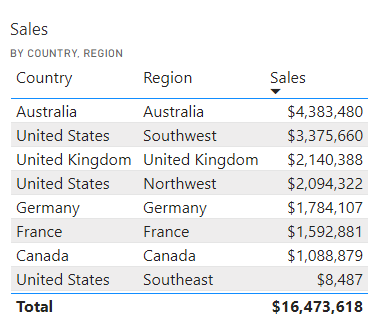 Sales
BY COUNTRY, REGION
Country Region Sales
Australia Australia $4,383,480
United States Southwest $3,375,660
United Kingdom United Kingdom $2,140,388
United States Northwest $2,094,322
Germany Germany $1,784,107
France France $1,592,881
Canada Canada $1,088,879
United States Southeast $8,487
Total $16,473,618